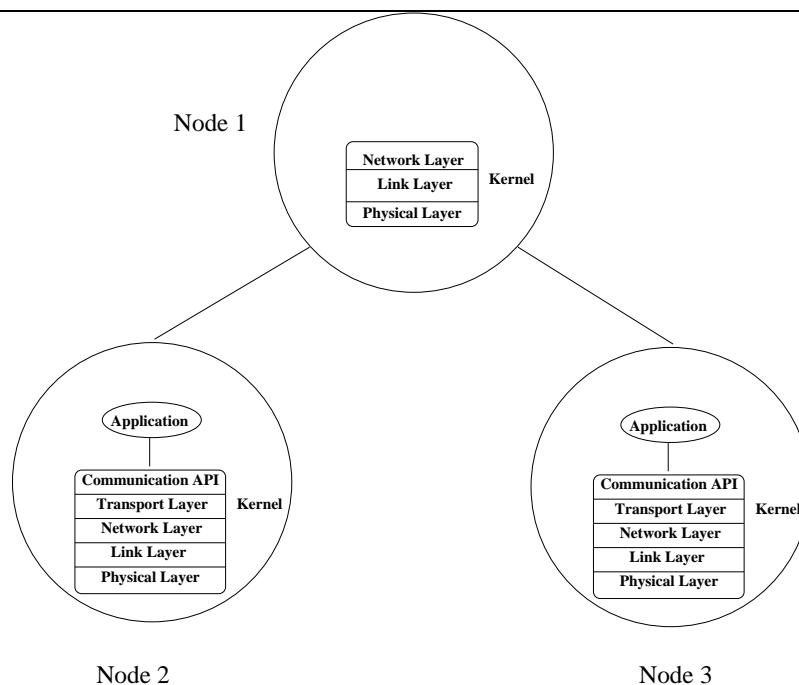 Node 1
Network Layer
Link Layer
Physical Layer
Kernel
Application
Communication API
Transport Layer
Network Layer
Link Layer
Physical Layer
Kernel
Node 2
Application
Communication API
Transport Layer
Network Layer
Link Layer
Physical Layer
Kernel
Node 3